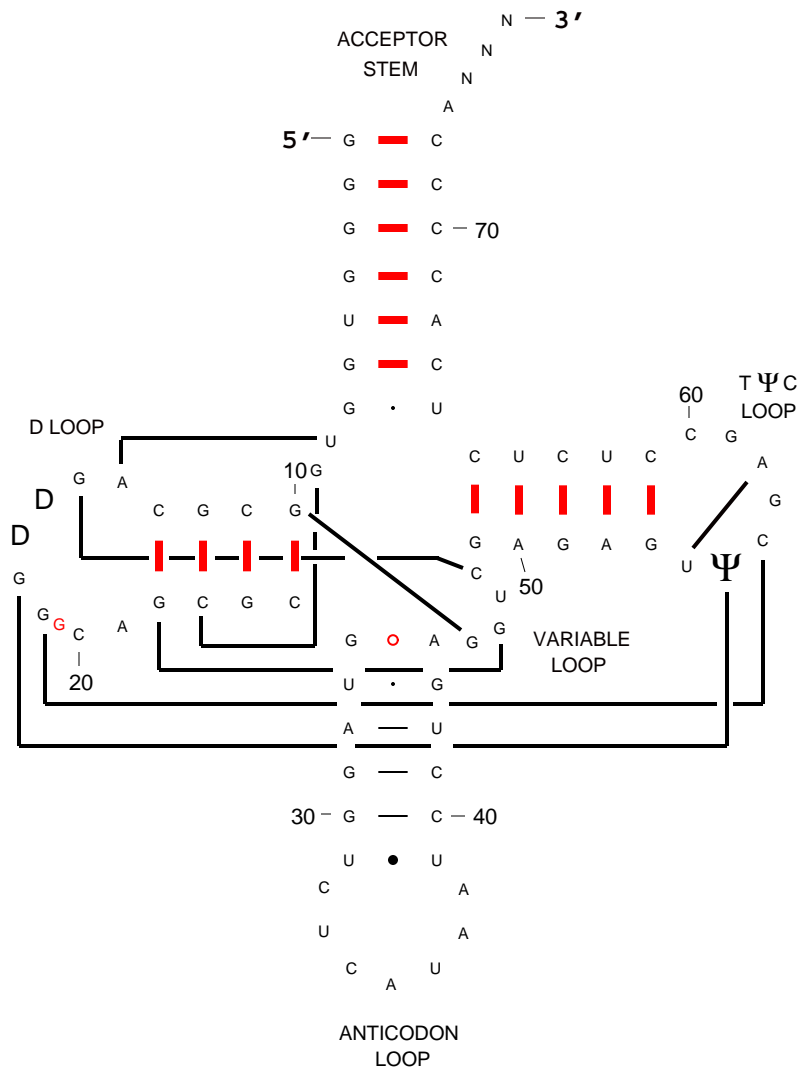 N 3′
ACCEPTOR
STEM
N
N
A
5′ G C
G C
G C 70
G C
U A
G C
G U
60
T Ψ C
LOOP
D LOOP
U
C G
G A
10 G
C U C U C
A
D
C G C G
G
D
G A G A G
C
U Ψ
C
50
G
U
G
G
C
A
G C G C
20
G A G G
VARIABLE
LOOP
U G
A U
G C
30 G C 40
U U
C A
U A
C U
A
ANTICODON
LOOP